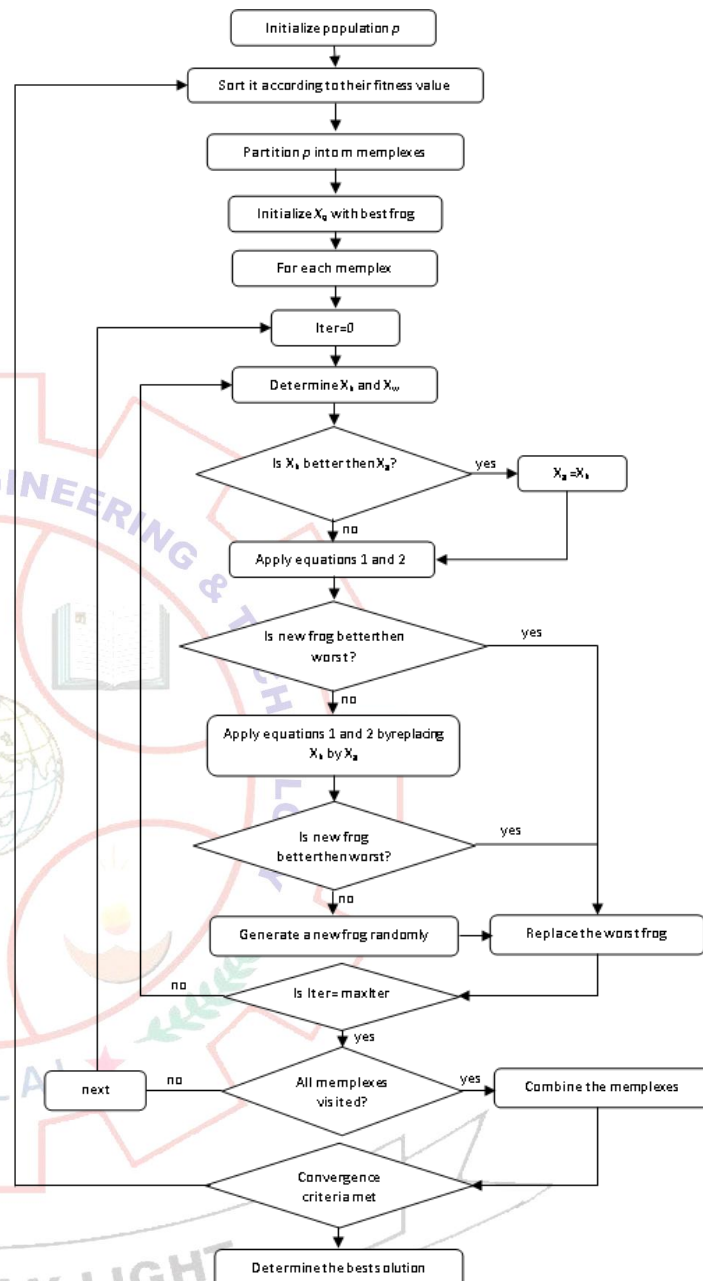 Initialize population p
Sort it according to their fitness value
Partition p into m memplexes
Initialize Xg with best frog
For each memplex
Iter=0
Determine Xb and Xw
Is Xb better then Xg?
yes
Xg =Xb
no
Apply equations 1 and 2
Is new frog better then
worst?
yes
no
Apply equations 1 and 2 by replacing
Xb by Xg
Is new frog
better then worst?
yes
no
Generate a new frog randomly
Replace the worst frog
Is Iter= maxIter
no
yes
All memplexes
visited?
no
next
yes
Combine the memplexes
Convergence
criteria met
Determine the best solution
INEERING &
LIGHT